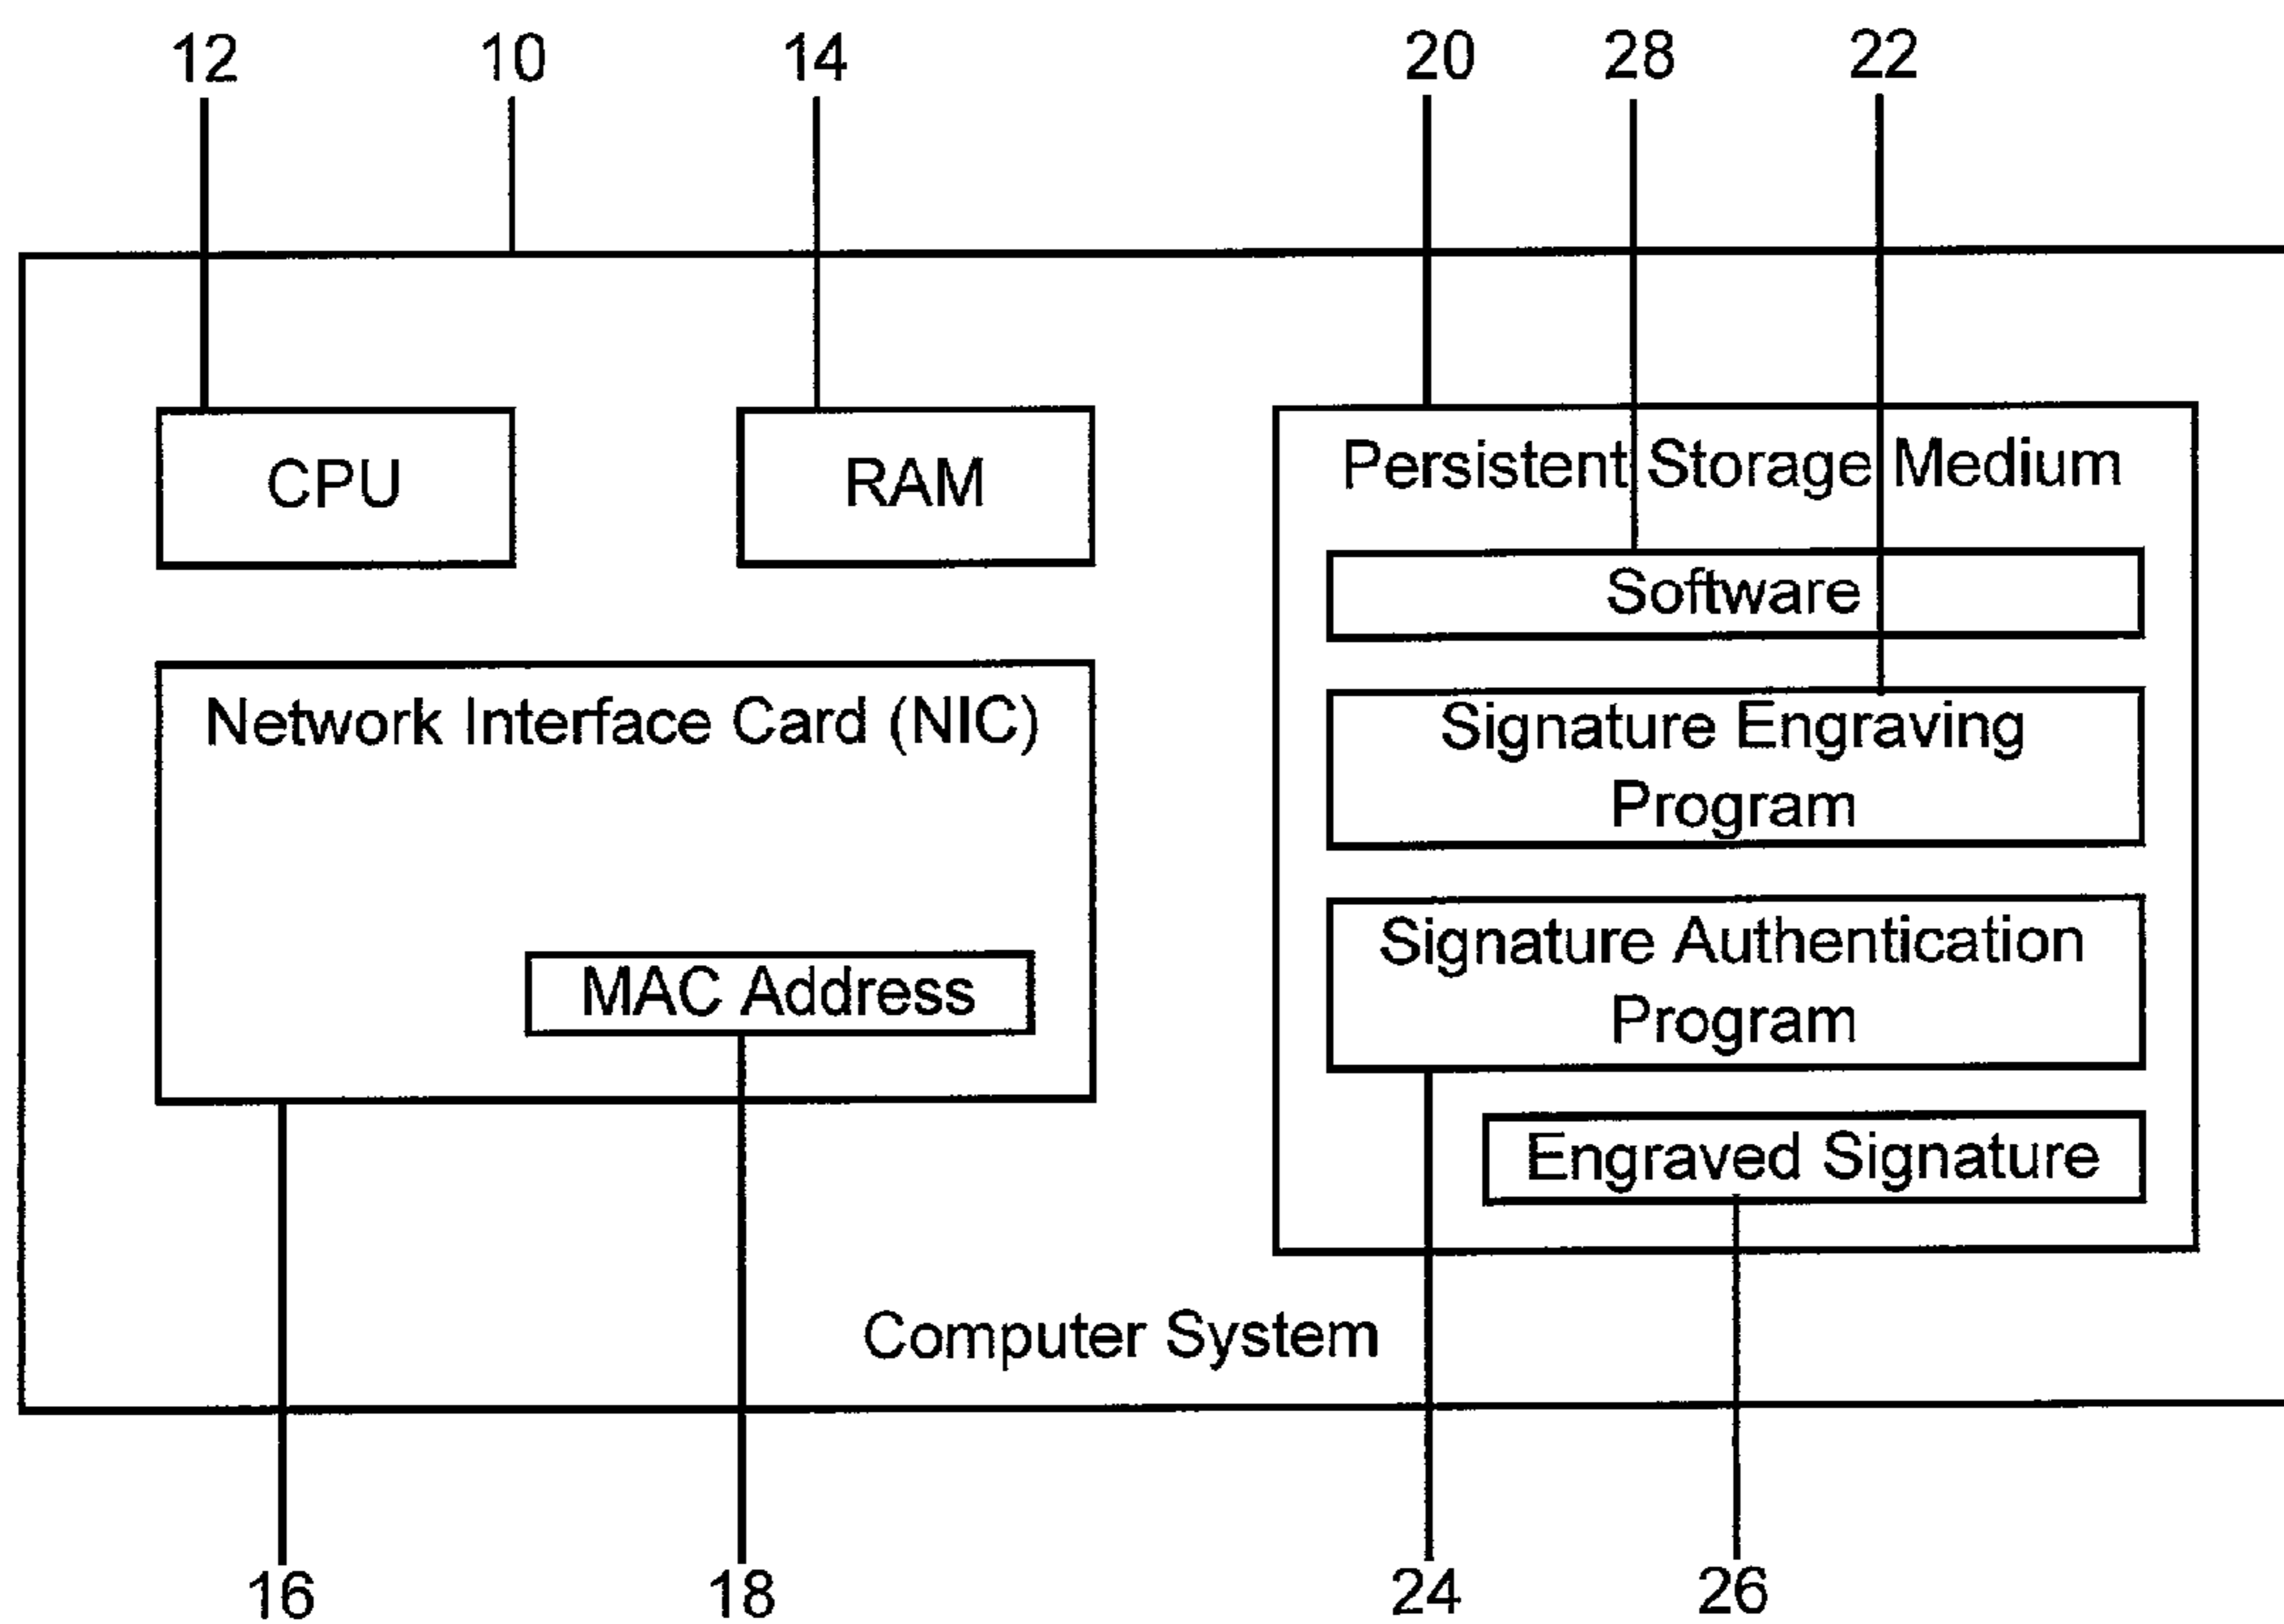 12
10
14
20
28
22
CPU
RAM
Persistent Storage Medium
Software
Network Interface Card (NIC)
Signature Engraving
Program
MAC Address
Signature Authentication
Program
Engraved Signature
Computer System
16
18
24
26